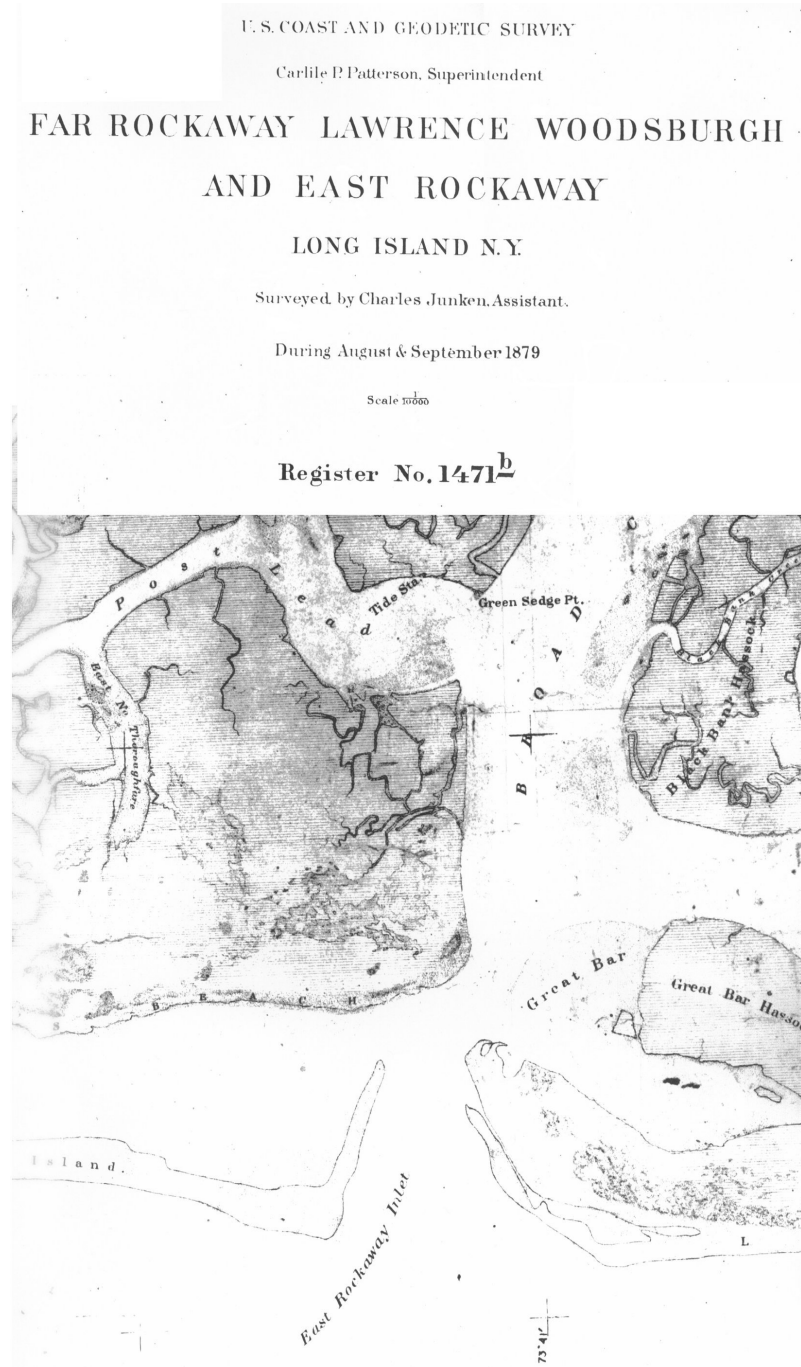 U. S. COAST AND GEODETIC SURVEY
Carlile P. Patterson, Superintendent
FAR ROCKAWAY LAWRENCE WOODSBURGH
AND EAST ROCKAWAY
LONG ISLAND N.Y.
Surveyed by Charles Junken, Assistant.
During August & September 1879
Scale 1/10000
Register No. 1471b
Post Lead
Tide Sta.
Green Sedge Pt.
BROAD C
East N. Thoroughfare
Black Bank Hassock
BEACH
Great Bar
Great Bar Hasso
Island.
East Rockaway Inlet
L
73°41'